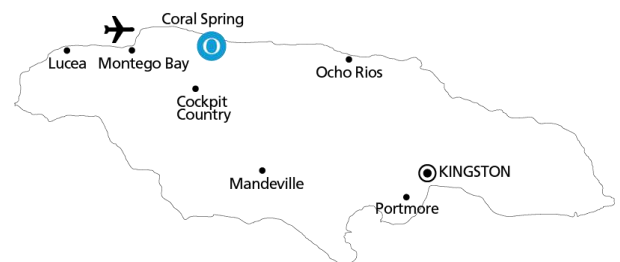 Coral Spring
O
Lucea
Montego Bay
Ocho Rios
Cockpit
Country
Mandeville
KINGSTON
Portmore